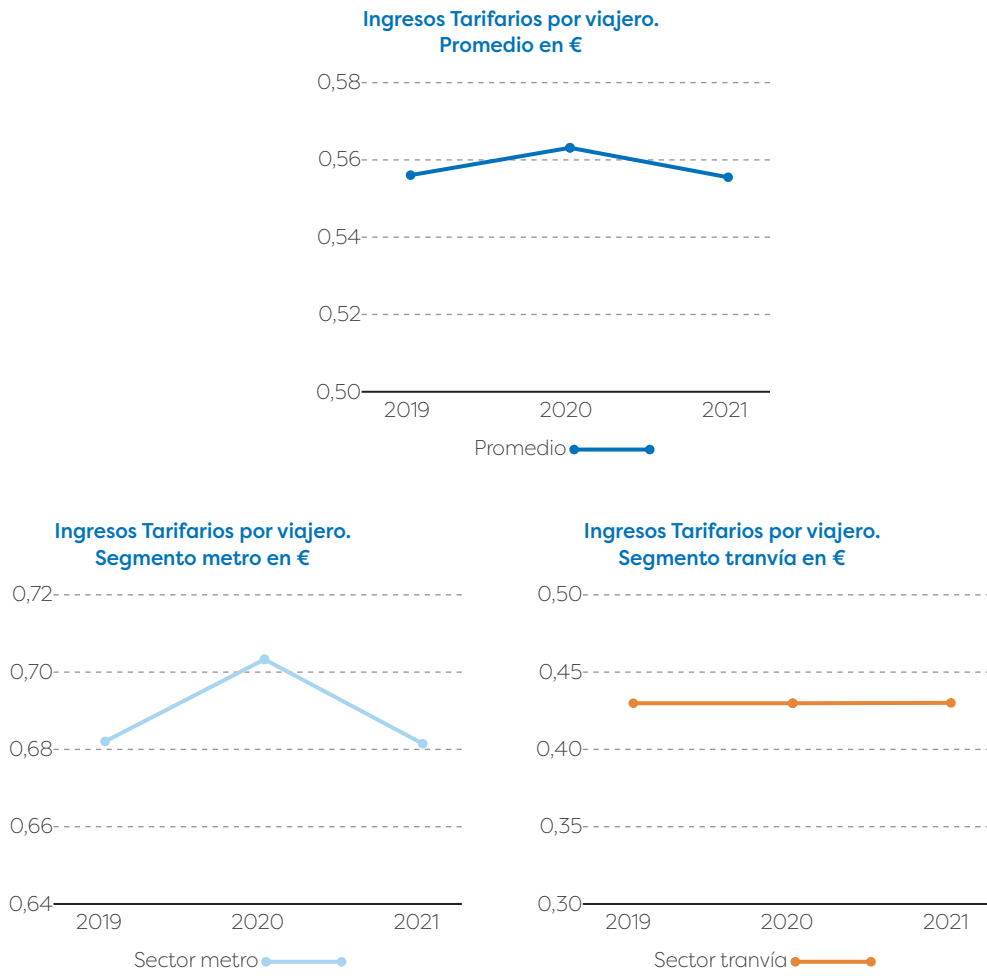 Ingresos Tarifarios por viajero.
Promedio en €
0,58
0,56
0,54
0,52
0,50
2019 2020 2021
Promedio
Ingresos Tarifarios por viajero.
Segmento metro en €
0,72
0,70
0,68
0,66
0,64
2019 2020 2021
Sector metro
Ingresos Tarifarios por viajero.
Segmento tranvía en €
0,50
0,45
0,40
0,35
0,30
2019 2020 2021
Sector tranvía